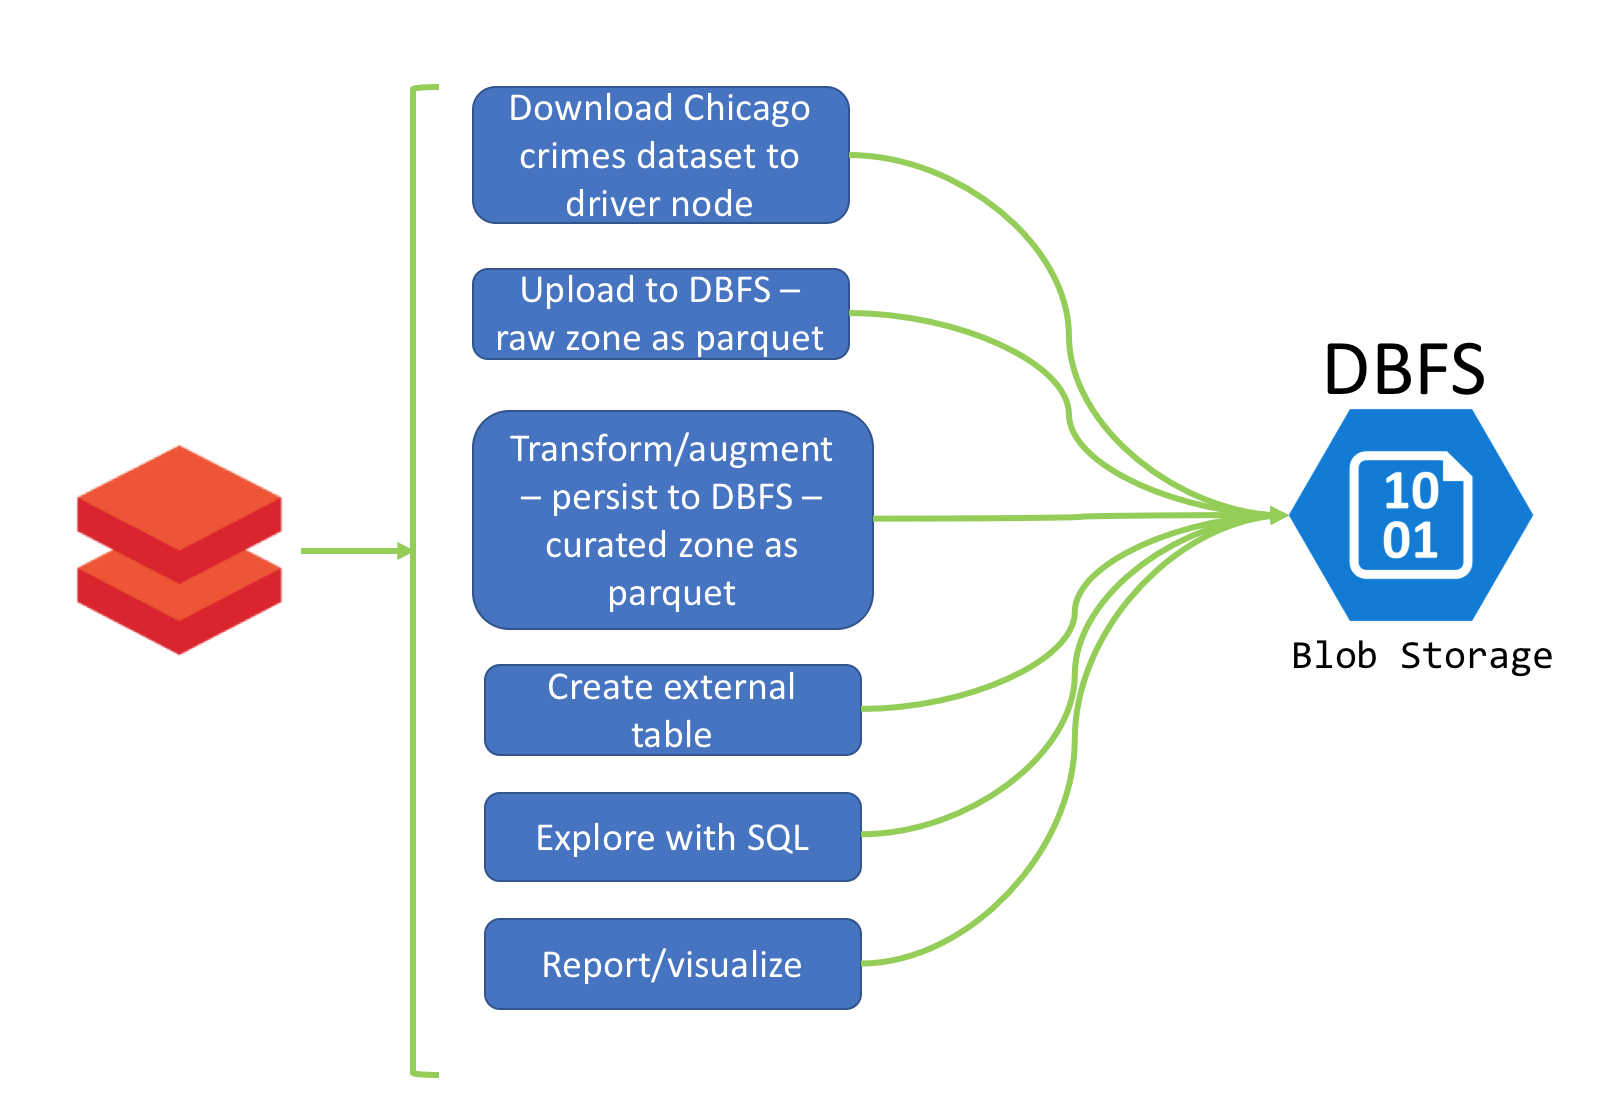 Download Chicago
crimes dataset to
driver node
Upload to DBFS –
raw zone as parquet
Transform/augment
– persist to DBFS –
curated zone as
parquet
Create external
table
Explore with SQL
Report/visualize
DBFS
10
01
Blob Storage